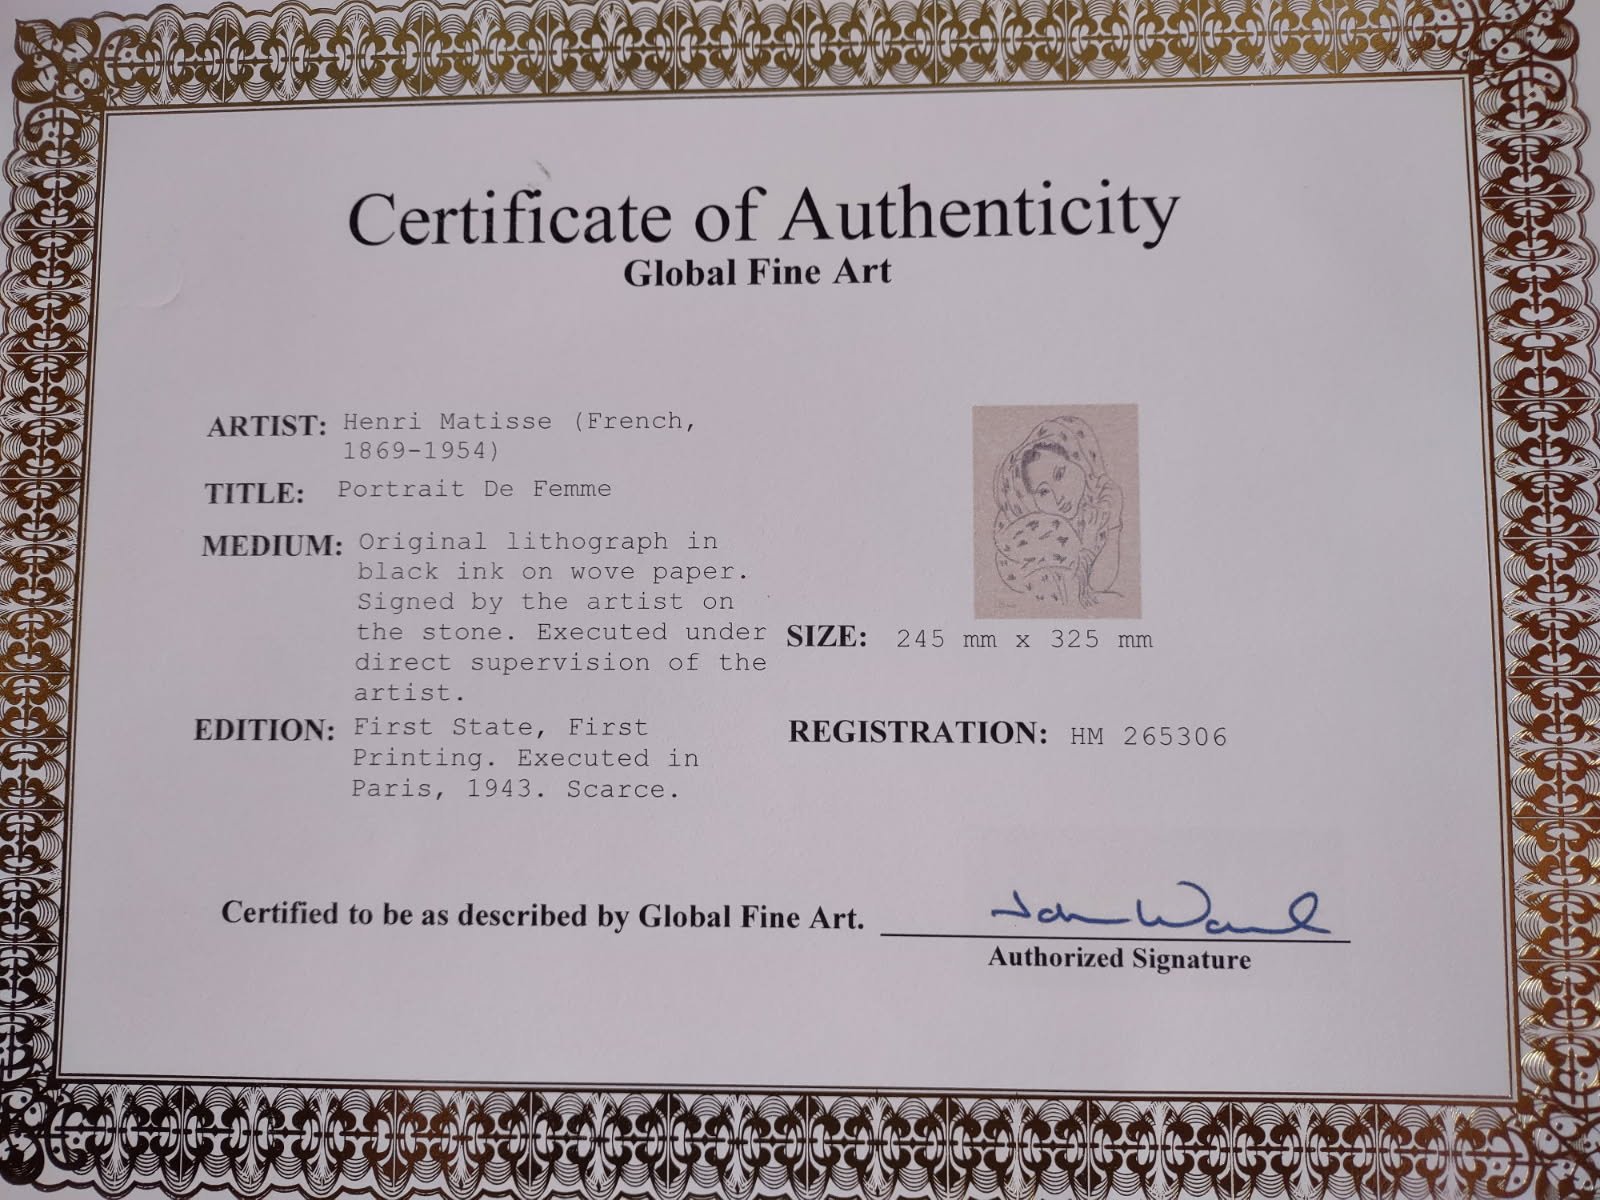 Certificate of Authenticity
Global Fine Art
ARTIST: Henri Matisse (French,
1869-1954)
TITLE: Portrait De Femme
MEDIUM: Original lithograph in
black ink on wove paper.
Signed by the artist on
the stone. Executed under
direct supervision of the
artist.
SIZE: 245 mm x 325 mm
EDITION: First State, First
Printing. Executed in
Paris, 1943. Scarce.
REGISTRATION: HM 265306
Certified to be as described by Global Fine Art.
Authorized Signature